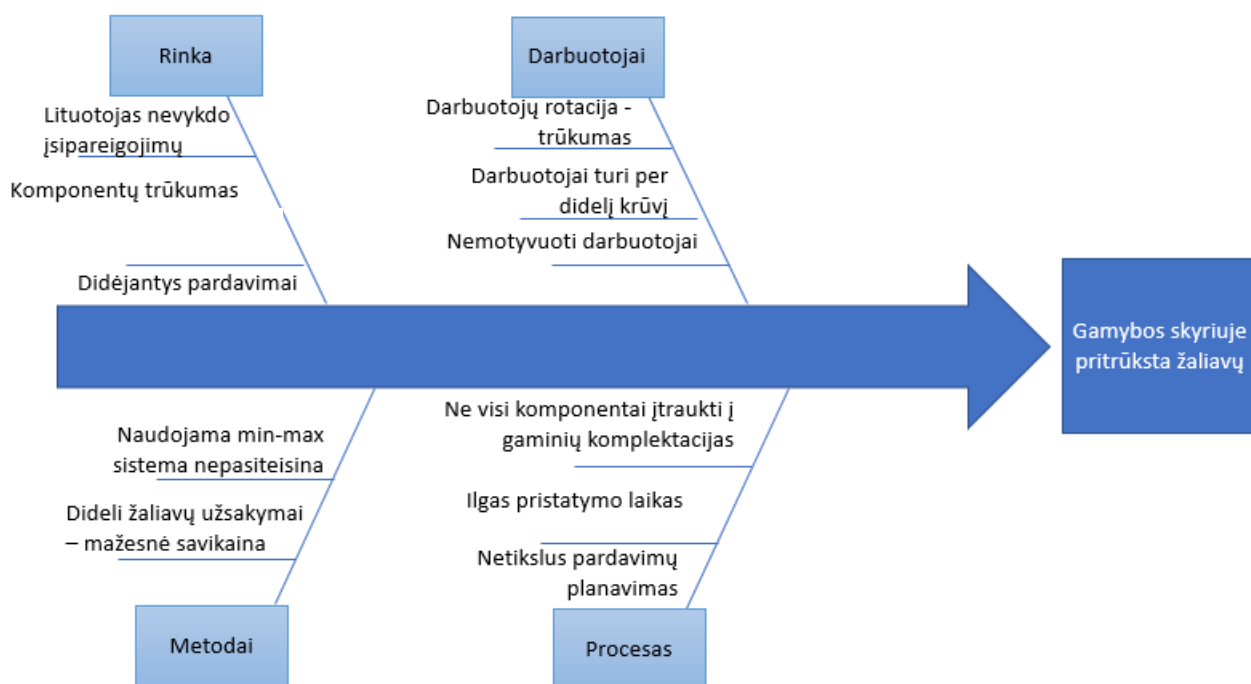 Rinka
Lituotojas nevykdo
įsipareigojimų
Komponentų trūkumas
Didėjantys pardavimai
Darbuotojai
Darbuotojų rotacija -
trūkumas
Darbuotojai turi per
didelį krūvį
Nemotyvuoti darbuotojai
Gamybos skyriuje
pritrūksta žaliavų
Naudojama min-max
sistema nepasiteisina
Dideli žaliavų užsakymai
– mažesnė savikaina
Metodai
Ne visi komponentai įtraukti į
gaminių komplektacijas
Ilgas pristatymo laikas
Netikslus pardavimų
planavimas
Procesas